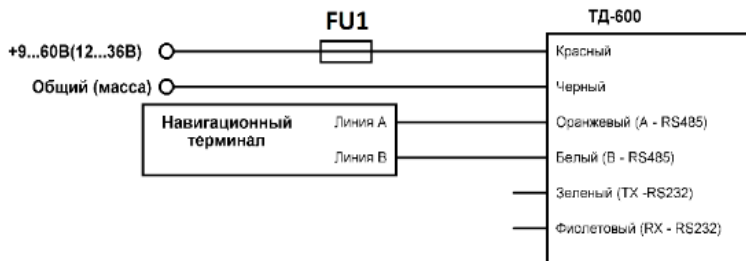 FU1
ТД-600
+9...60В(12...36В)
Красный
Общий (масса)
Черный
Навигационный
терминал
Линия А
Оранжевый (А - RS485)
Линия В
Белый (В - RS485)
Зеленый (TX -RS232)
Фиолетовый (RX - RS232)